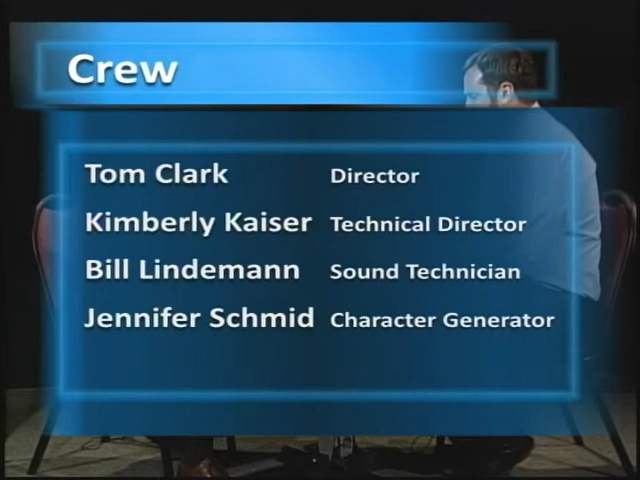 Crew
Tom Clark Director
Kimberly Kaiser Technical Director
Bill Lindemann Sound Technician
Jennifer Schmid Character Generator